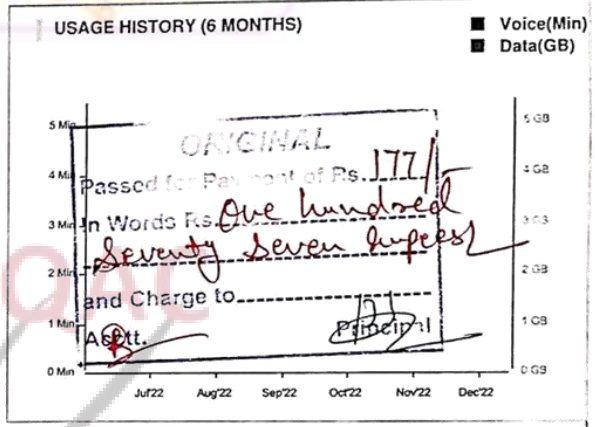 USAGE HISTORY (6 MONTHS)
Voice(Min)
Data(GB)
5 Min
4 Min
3 Min
2 Min
1 Min
0 Min
5 GB
4 GB
3 GB
2 GB
1 GB
0 GB
ORIGINAL
Passed for Payment of Rs. 177/-
In Words Rs. One hundred
Seventy Seven rupees
and Charge to
Asstt. Principal
Jul'22 Aug'22 Sep'22 Oct'22 Nov'22 Dec'22
QAC